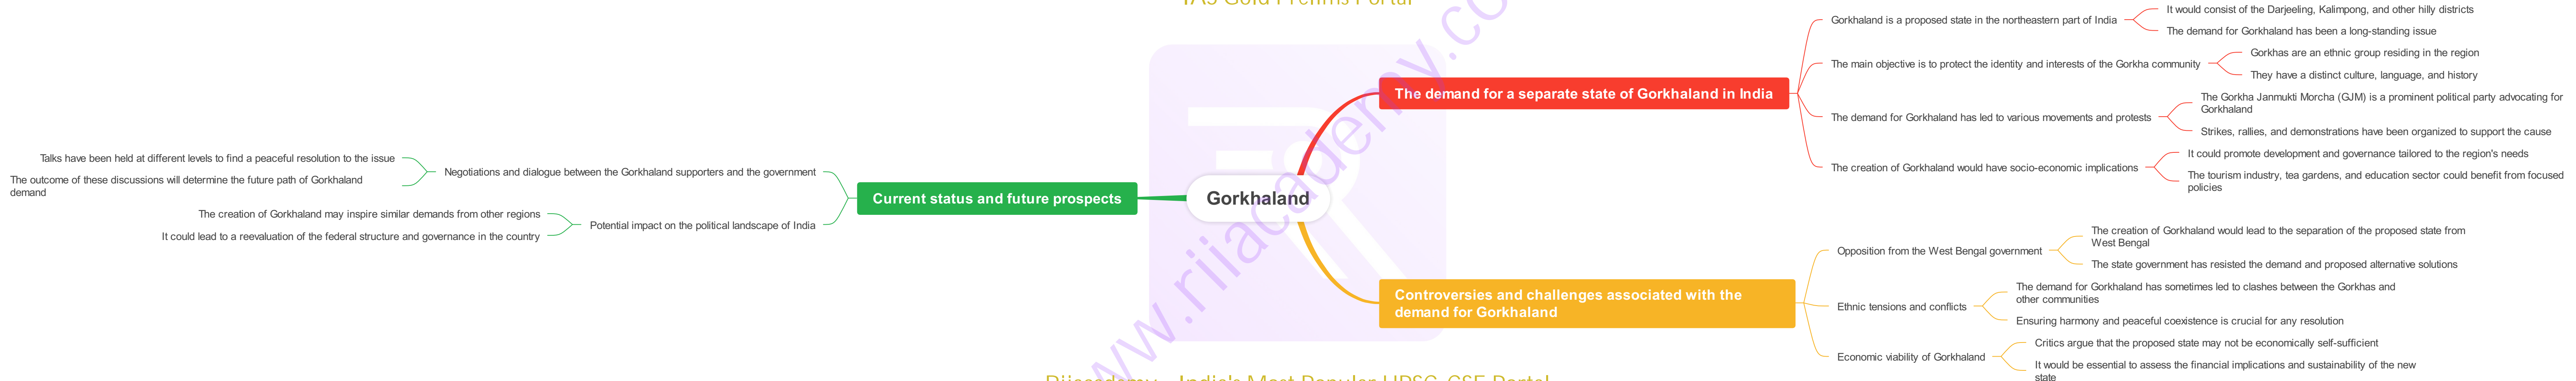 IAS Gold Prelims Portal
Gorkhaland
The demand for a separate state of Gorkhaland in India
Gorkhaland is a proposed state in the northeastern part of India
It would consist of the Darjeeling, Kalimpong, and other hilly districts
The demand for Gorkhaland has been a long-standing issue
The main objective is to protect the identity and interests of the Gorkha community
Gorkhas are an ethnic group residing in the region
They have a distinct culture, language, and history
The demand for Gorkhaland has led to various movements and protests
The Gorkha Janmukti Morcha (GJM) is a prominent political party advocating for
Gorkhaland
Strikes, rallies, and demonstrations have been organized to support the cause
The creation of Gorkhaland would have socio-economic implications
It could promote development and governance tailored to the region's needs
The tourism industry, tea gardens, and education sector could benefit from focused
policies
Controversies and challenges associated with the
demand for Gorkhaland
Opposition from the West Bengal government
The creation of Gorkhaland would lead to the separation of the proposed state from
West Bengal
The state government has resisted the demand and proposed alternative solutions
Ethnic tensions and conflicts
The demand for Gorkhaland has sometimes led to clashes between the Gorkhas and
other communities
Ensuring harmony and peaceful coexistence is crucial for any resolution
Economic viability of Gorkhaland
Critics argue that the proposed state may not be economically self-sufficient
It would be essential to assess the financial implications and sustainability of the new
state
Current status and future prospects
Negotiations and dialogue between the Gorkhaland supporters and the government
Talks have been held at different levels to find a peaceful resolution to the issue
The outcome of these discussions will determine the future path of Gorkhaland
demand
Potential impact on the political landscape of India
The creation of Gorkhaland may inspire similar demands from other regions
It could lead to a reevaluation of the federal structure and governance in the country
www.rijiacademy.co
India's Most Popular UPSC-CSE Portal